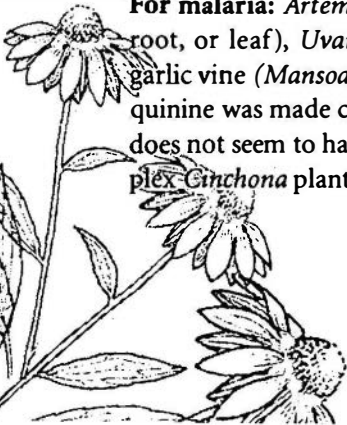 For malaria: Artem
root, or leaf), Uva
garlic vine (Mansoa
quinine was made c
does not seem to ha
plex Cinchona plant